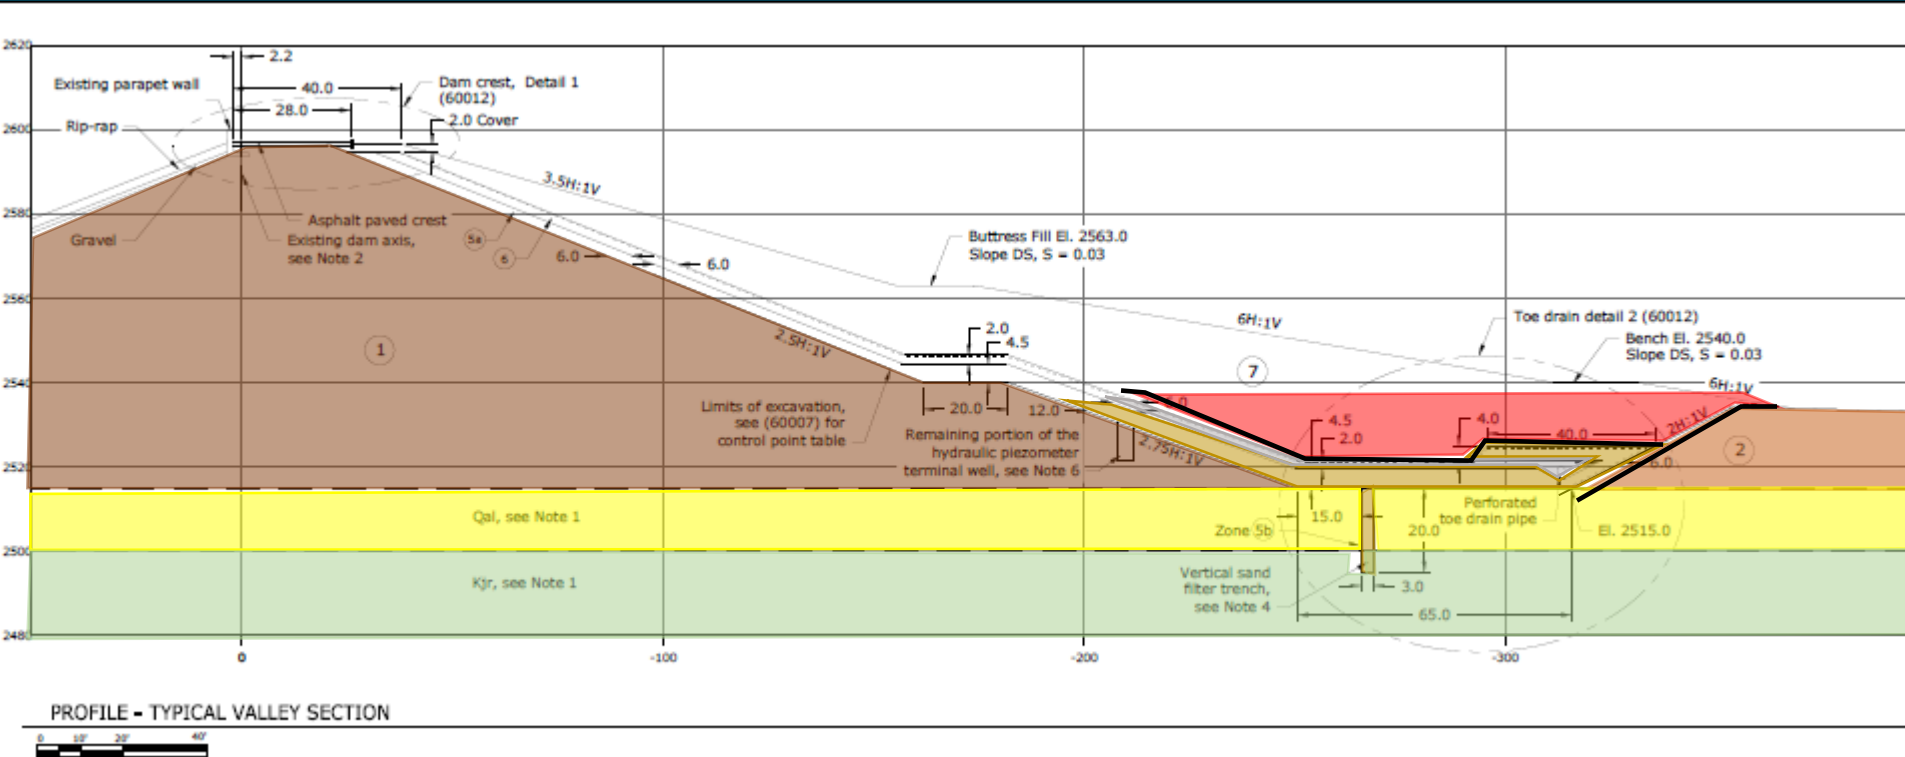 2620
2.2
Existing parapet wall
40.0
Dam crest, Detail 1
(60012)
28.0
2.0 Cover
Rip-rap
2600
3.5H:1V
2580
Asphalt paved crest
Gravel
Existing dam axis,
see Note 2
5a
6
6.0
6.0
Buttress Fill El. 2563.0
Slope DS, S = 0.03
2560
6H:1V
Toe drain detail 2 (60012)
Bench El. 2540.0
Slope DS, S = 0.03
2.0
4.5
1
2.5H:1V
7
2540
6H:1V
Limits of excavation,
see (60007) for
control point table
20.0
12.0
6.0
Remaining portion of the
hydraulic piezometer
terminal well, see Note 6
2.75H:1V
4.5
2.0
4.0
40.0
2H:1V
6.0
2
2520
Qal, see Note 1
Zone 5b
15.0
20.0
Perforated
toe drain pipe
El. 2515.0
2500
Kjr, see Note 1
Vertical sand
filter trench,
see Note 4
3.0
65.0
2480
0
-100
-200
-300
PROFILE - TYPICAL VALLEY SECTION
0 10' 20' 40'